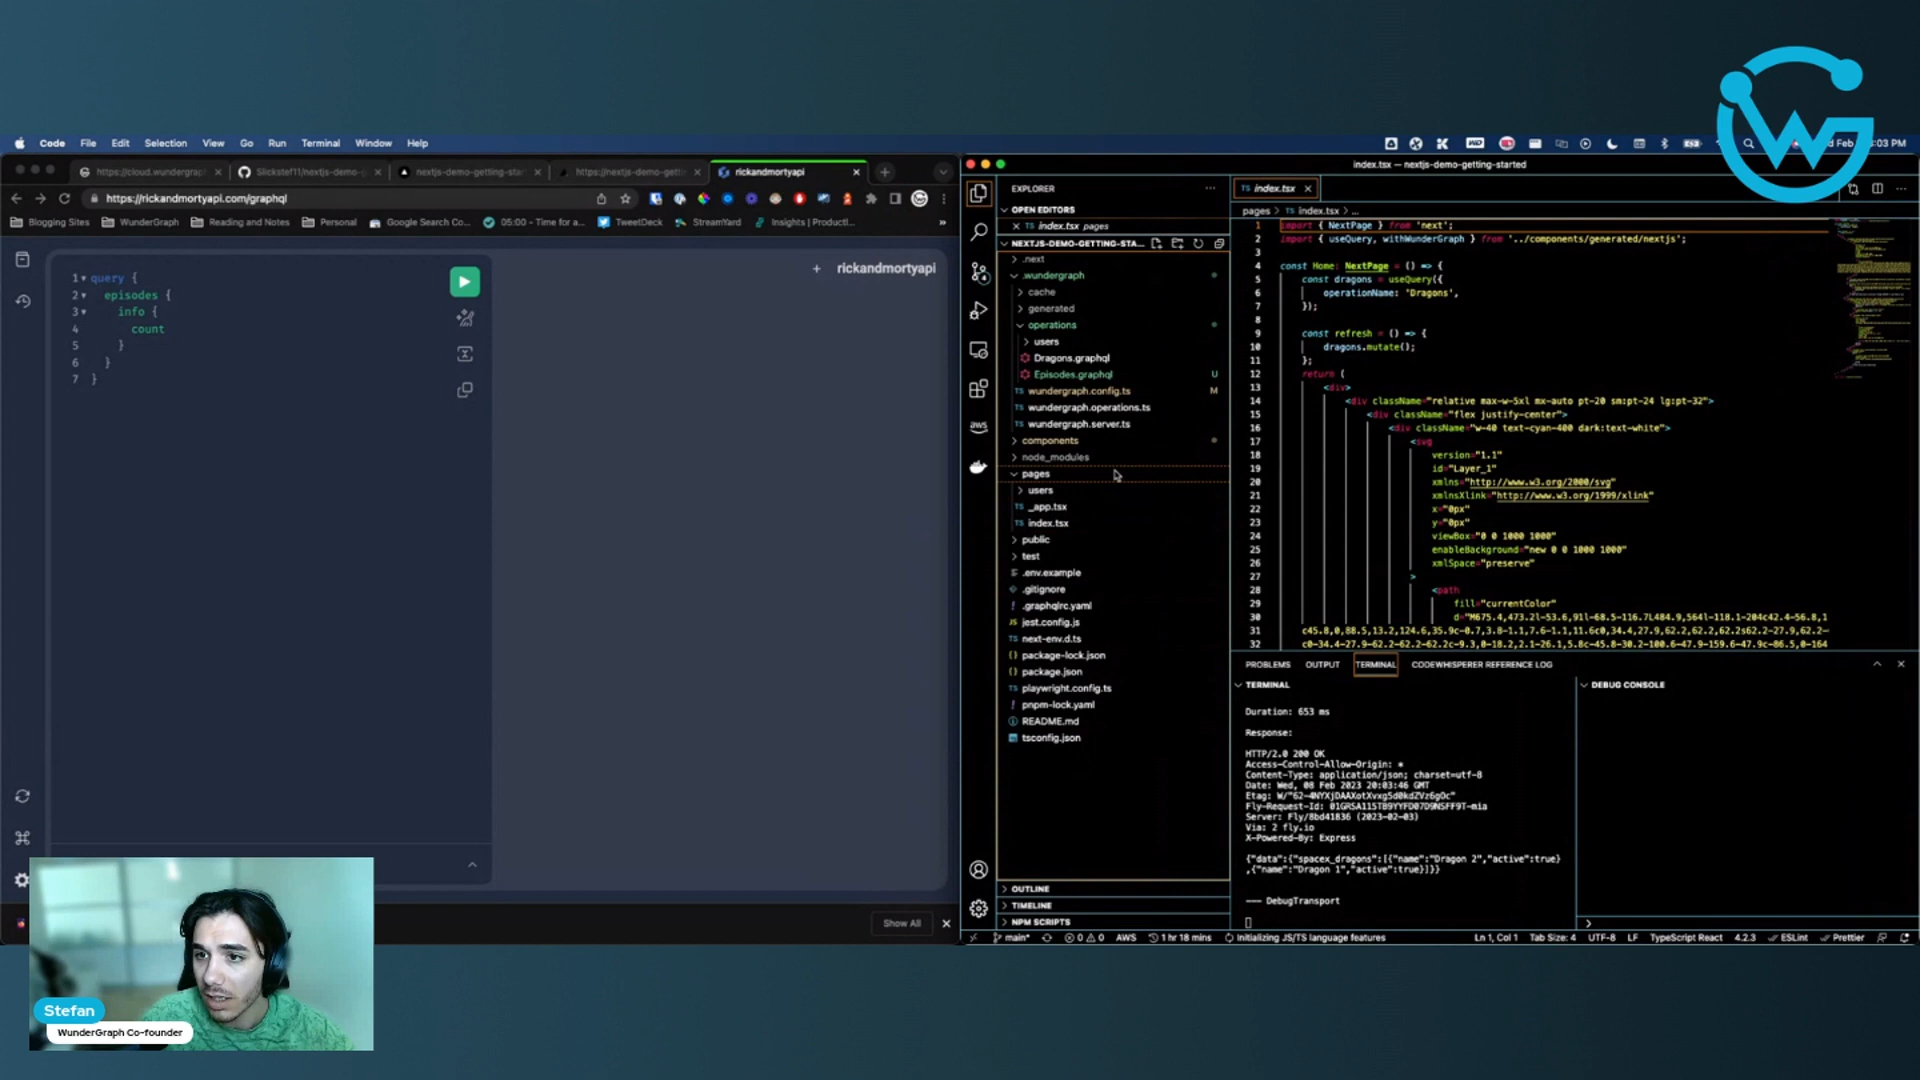 Code File Edit Selection View Go Run Terminal Window Help
https://cloud.wundergraph
Slickstef11/nextjs-demo-g
nextjs-demo-getting-star
https://nextjs-demo-getti
rickandmortyapi
https://rickandmortyapi.com/graphql
Blogging Sites WunderGraph Reading and Notes Personal Google Search Co... 05:00 - Time for a... TweetDeck StreamYard Insights | Productl... »
+ rickandmortyapi
1 query {
2 episodes {
3 info {
4 count
5 }
6 }
7 }
Show All
Stefan
WunderGraph Co-founder
index.tsx — nextjs-demo-getting-started
EXPLORER
OPEN EDITORS
index.tsx pages
NEXTJS-DEMO-GETTING-STA...
.next
.wundergraph
cache
generated
operations
users
Dragons.graphql
Episodes.graphql U
wundergraph.config.ts M
wundergraph.operations.ts
wundergraph.server.ts
components
node_modules
pages
users
_app.tsx
index.tsx
public
test
.env.example
.gitignore
.graphqlrc.yaml
jest.config.js
next-env.d.ts
package-lock.json
package.json
playwright.config.ts
pnpm-lock.yaml
README.md
tsconfig.json
OUTLINE
TIMELINE
NPM SCRIPTS
TS index.tsx
pages > TS index.tsx > ...
1 import { NextPage } from 'next';
2 import { useQuery, withWunderGraph } from '../components/generated/nextjs';
3
4 const Home: NextPage = () => {
5 const dragons = useQuery({
6 operationName: 'Dragons',
7 });
8
9 const refresh = () => {
10 dragons.mutate();
11 };
12 return (
13 <div>
14 <div className="relative max-w-5xl mx-auto pt-20 sm:pt-24 lg:pt-32">
15 <div className="flex justify-center">
16 <div className="w-40 text-cyan-400 dark:text-white">
17 <svg
18 version="1.1"
19 id="Layer_1"
20 xmlns="http://www.w3.org/2000/svg"
21 xmlnsXlink="http://www.w3.org/1999/xlink"
22 x="0px"
23 y="0px"
24 viewBox="0 0 1000 1000"
25 enableBackground="new 0 0 1000 1000"
26 xmlSpace="preserve"
27 >
28 <path
29 fill="currentColor"
30 d="M675.4,473.2l-53.6,91l-68.5-116.7L484.9,564l-118.1-204c42.4-56.8,1
31 c45.8,0,88.5,13.2,124.6,35.9c-0.7,3.8-1.1,7.6-1.1,11.6c0,34.4,27.9,62.2,62.2,62.2s62.2-27.9,62.2-
32 c0-34.4-27.9-62.2-62.2-62.2c-9.3,0-18.2,2.1-26.1,5.8c-45.8-30.2-100.6-47.9-159.6-47.9c-86.5,0-164
PROBLEMS OUTPUT TERMINAL CODEWHISPERER REFERENCE LOG
TERMINAL
Duration: 653 ms
Response:
HTTP/2.0 200 OK
Access-Control-Allow-Origin: *
Content-Type: application/json; charset=utf-8
Date: Wed, 08 Feb 2023 20:03:46 GMT
Server: Fly/8bd41836 (2023-02-03)
Via: 2 fly.io
X-Powered-By: Express
{"data":{"spacex_dragons":[{"name":"Dragon 2","active":true}
,{"name":"Dragon 1","active":true}]}}
--- DebugTransport
DEBUG CONSOLE
main* 0 0 AWS 1 hr 18 mins Initializing JS/TS language features Ln 1, Col 1 Tab Size: 4 UTF-8 LF TypeScript React 4.2.3 ESLint Prettier